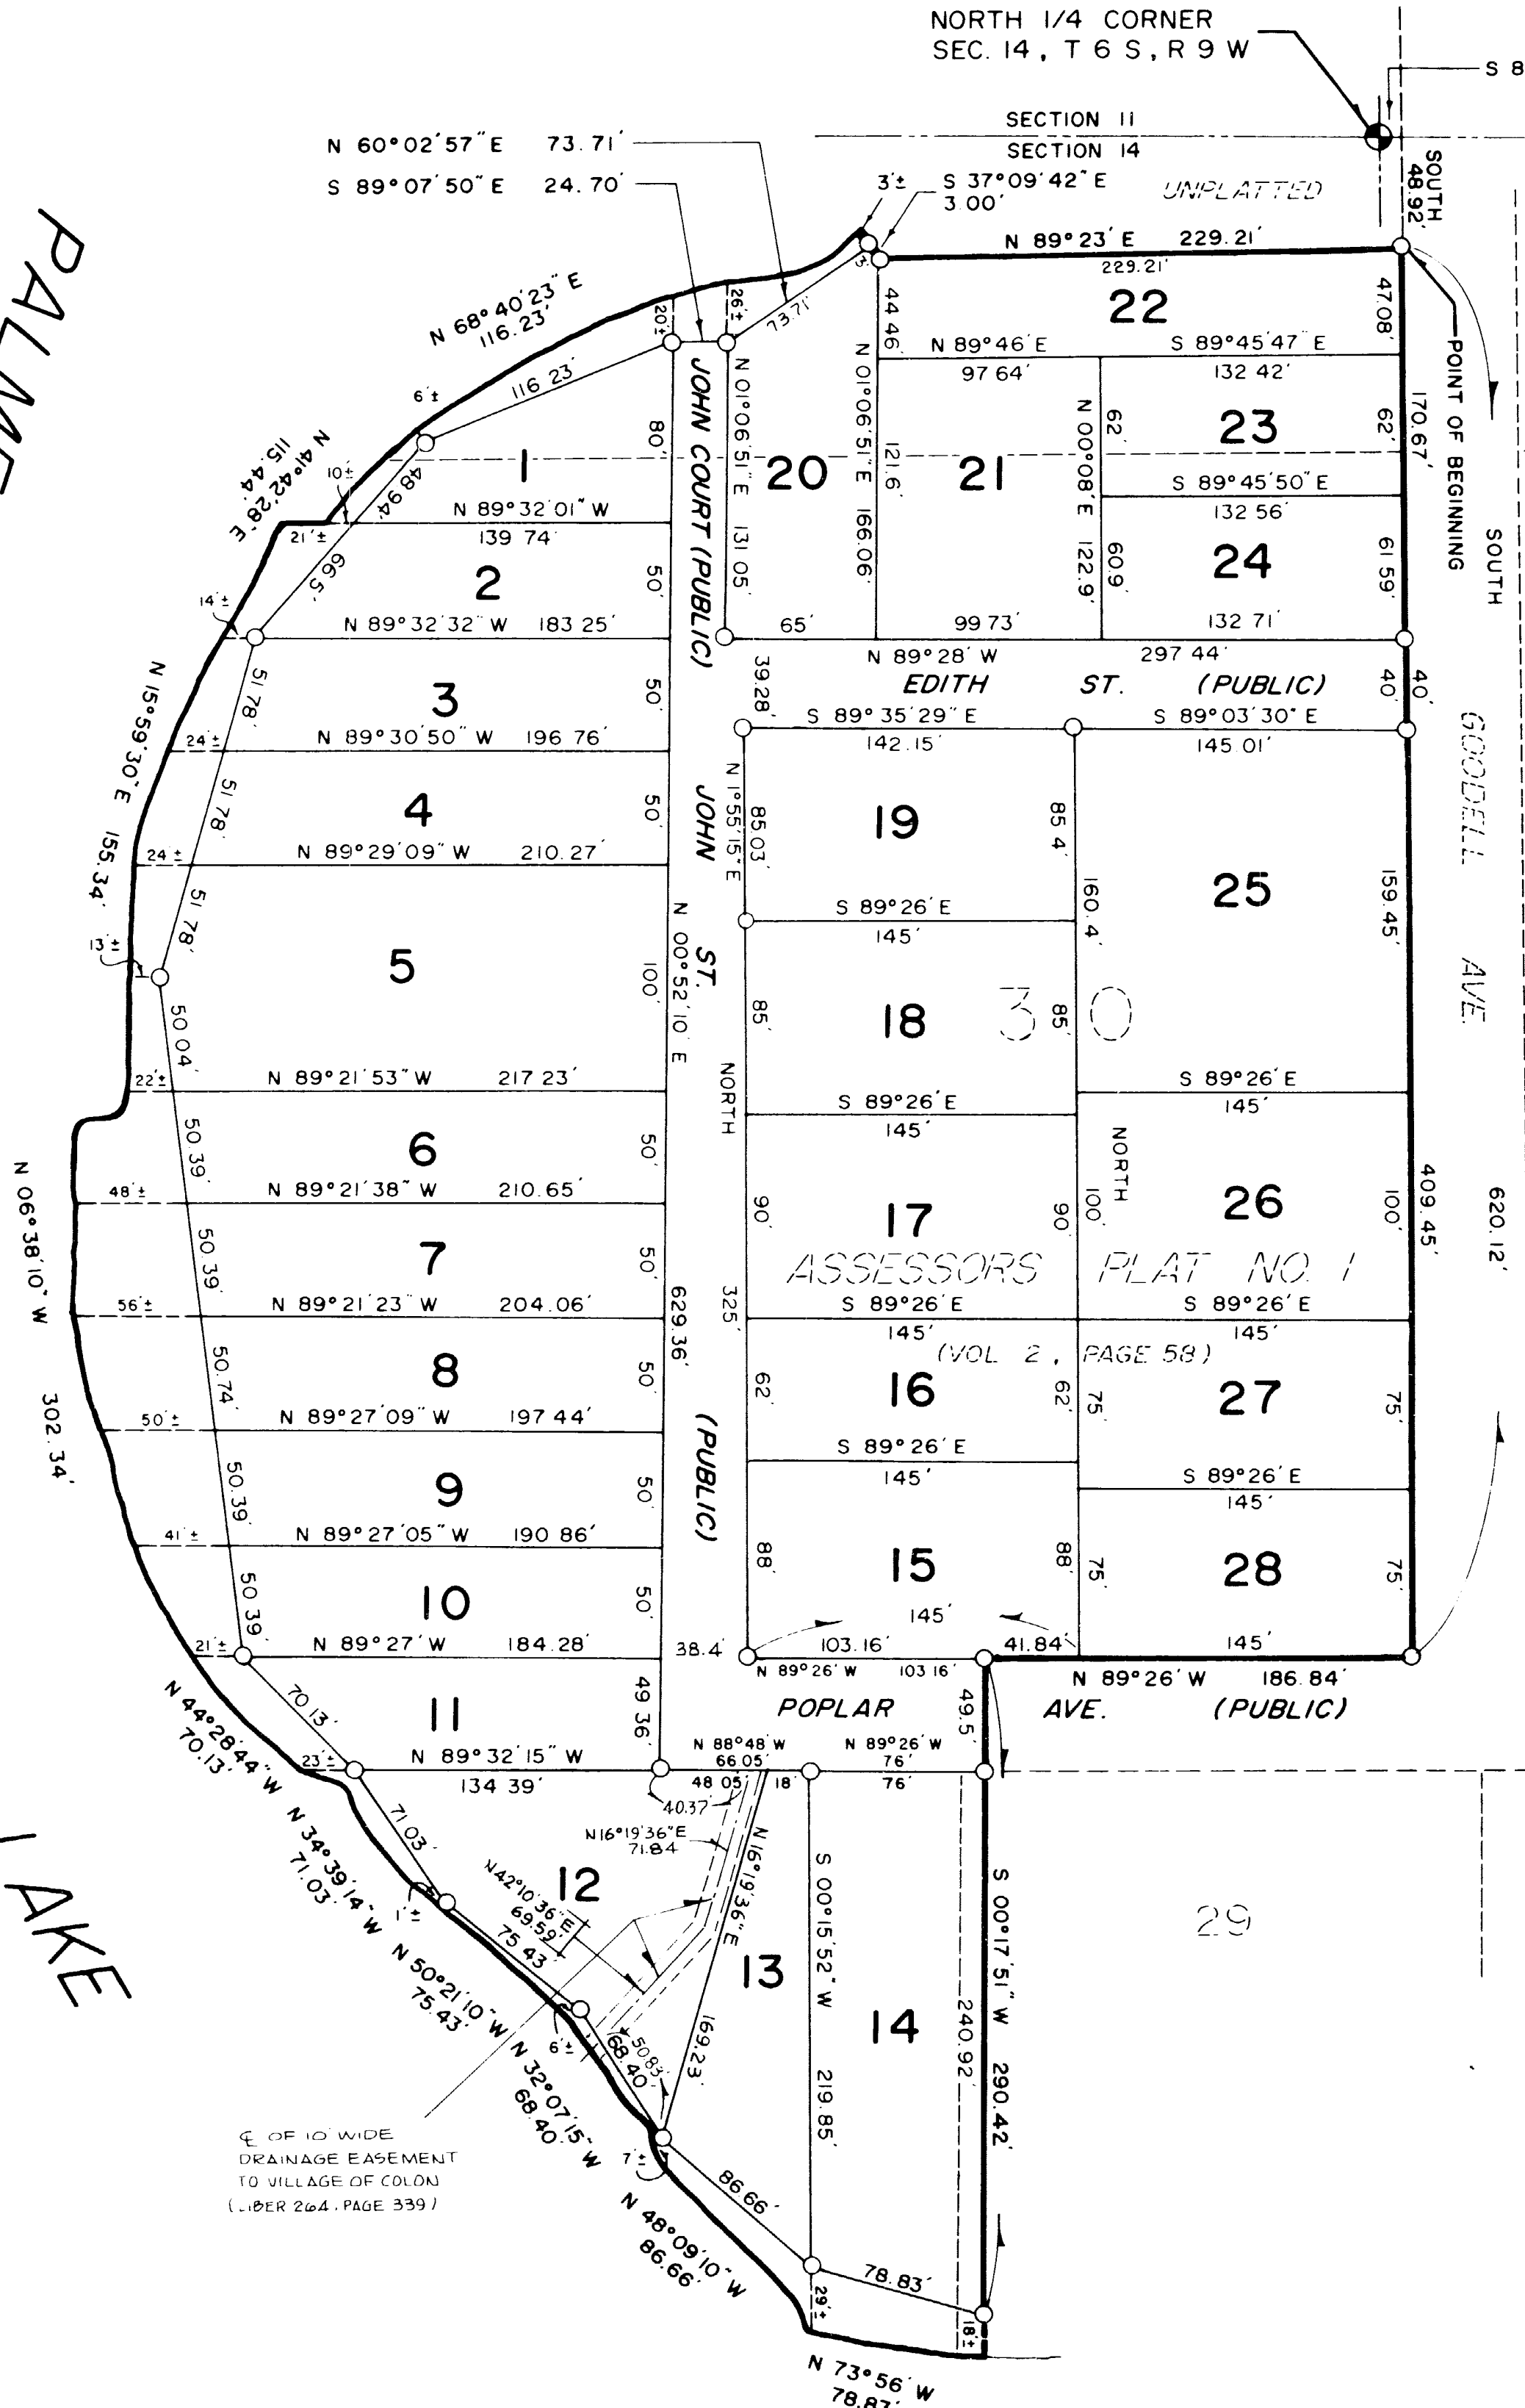 NORTH 1/4 CORNER
SEC. 14, T 6 S, R 9 W
S 8
SECTION 11
SECTION 14
N 60°02'57"E 73.71'
S 89°07'50"E 24.70'
3'±
S 37°09'42"E
3.00'
UNPLATTED
SOUTH
48.92'
N 89°23'E 229.21'
229.21'
3'
22
47.08'
POINT OF BEGINNING
N 68°40'23"E
116.23'
20'±
26'±
73.71'
44.46'
N 89°46'E
97.64'
S 89°45'47"E
132.42'
PALMER
6'±
116.23'
80'
JOHN COURT (PUBLIC)
N 01°06'51"E 131.05'
20
N 01°06'51"E 166.06'
121.6'
21
N 00°08'E 122.9'
62'
23
62'
170.67'
S 89°45'50"E
132.56'
N 41°42'28"E
115.44'
10'±
48.94'
1
N 89°32'01"W
139.74'
21'±
66.5'
2
50'
60.9'
24
61.59'
SOUTH
14'±
N 89°32'32"W 183.25'
65'
99.73'
132.71'
N 89°28'W 297.44'
EDITH ST. (PUBLIC)
39.28'
40'
40'
S 89°35'29"E
142.15'
S 89°03'30"E
145.01'
GOODELL AVE.
51.78'
3
50'
24'±
N 89°30'50"W 196.76'
N 15°59'30"E 155.34'
51.78'
4
50'
JOHN ST. (PUBLIC)
N 1°55'15"E
85.03'
19
85.4'
160.4'
25
159.45'
24'±
N 89°29'09"W 210.27'
S 89°26'E
145'
51.78'
13'±
5
100'
N 00°52'10"E
629.36'
85'
18
85'
30
50.04'
22'±
N 89°21'53"W 217.23'
NORTH
325'
S 89°26'E
145'
S 89°26'E
145'
50.39'
6
50'
48'±
N 89°21'38"W 210.65'
90'
17
90'
NORTH
100'
26
100'
409.45'
620.12'
N 06°38'10"W 302.34'
50.39'
7
50'
ASSESSORS PLAT NO. 1
56'±
N 89°21'23"W 204.06'
S 89°26'E
145'
S 89°26'E
145'
(VOL 2, PAGE 58)
50.74'
8
50'
62'
16
62'
75'
27
75'
50'±
N 89°27'09"W 197.44'
S 89°26'E
145'
S 89°26'E
145'
50.39'
9
50'
41'±
N 89°27'05"W 190.86'
88'
15
88'
75'
28
75'
50.39'
10
50'
145'
21'±
N 89°27'W 184.28'
38.4'
103.16'
41.84'
145'
N 89°26'W 103.16'
N 89°26'W 186.84'
POPLAR AVE. (PUBLIC)
N 44°28'44"W
70.13'
70.13'
11
49.36'
49.5'
23'±
N 89°32'15"W
134.39'
N 88°48'W
66.05'
N 89°26'W
76'
48.05'
18'
76'
40.37'
N 34°39'14"W
71.03'
71.03'
N16°19'36"E
71.84
N 16°19'36"E
169.23'
1'±
12
N42°10'36"E
69.59'
75.43'
N 50°21'10"W
75.43'
13
S 00°15'52"W 219.85'
14
240.92'
S 00°17'51"W 290.42'
29
6'±
50.83'
68.40'
N 32°07'15"W
68.40'
LAKE
℄ OF 10' WIDE
DRAINAGE EASEMENT
TO VILLAGE OF COLON
(LIBER 264, PAGE 339)
7'±
86.66'
N 48°09'10"W
86.66'
78.83'
29'±
18'±
N 73°56'W
78.83'